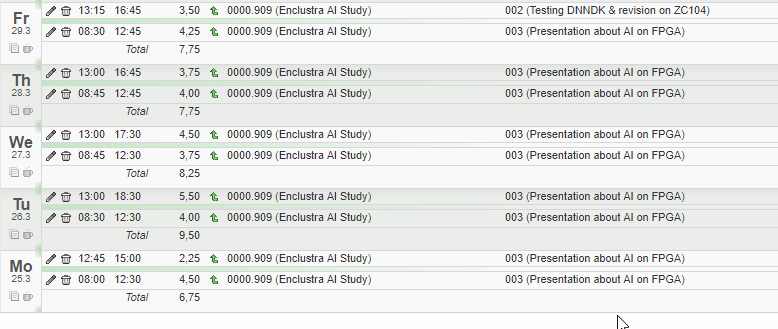 Fr
29.3
13:15 16:45 3,50 0000.909 (Enclustra AI Study) 002 (Testing DNNDK & revision on ZC104)
08:30 12:45 4,25 0000.909 (Enclustra AI Study) 003 (Presentation about AI on FPGA)
Total 7,75
Th
28.3
13:00 16:45 3,75 0000.909 (Enclustra AI Study) 003 (Presentation about AI on FPGA)
08:45 12:45 4,00 0000.909 (Enclustra AI Study) 003 (Presentation about AI on FPGA)
Total 7,75
We
27.3
13:00 17:30 4,50 0000.909 (Enclustra AI Study) 003 (Presentation about AI on FPGA)
08:45 12:30 3,75 0000.909 (Enclustra AI Study) 003 (Presentation about AI on FPGA)
Total 8,25
Tu
26.3
13:00 18:30 5,50 0000.909 (Enclustra AI Study) 003 (Presentation about AI on FPGA)
08:30 12:30 4,00 0000.909 (Enclustra AI Study) 003 (Presentation about AI on FPGA)
Total 9,50
Mo
25.3
12:45 15:00 2,25 0000.909 (Enclustra AI Study) 003 (Presentation about AI on FPGA)
08:00 12:30 4,50 0000.909 (Enclustra AI Study) 003 (Presentation about AI on FPGA)
Total 6,75